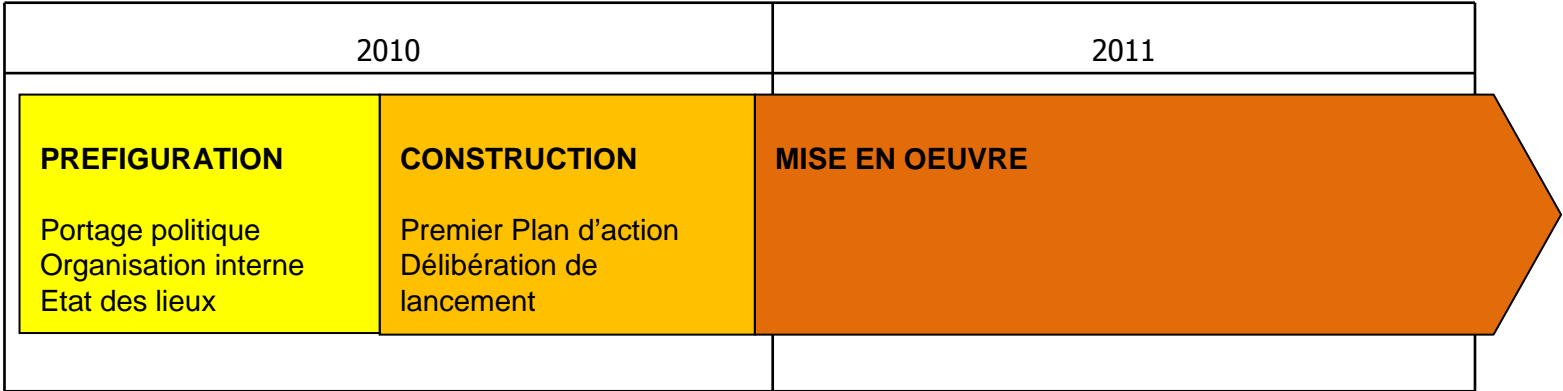 2010
2011
PREFIGURATION
Portage politique
Organisation interne
Etat des lieux
CONSTRUCTION
Premier Plan d’action
Délibération de
lancement
MISE EN OEUVRE